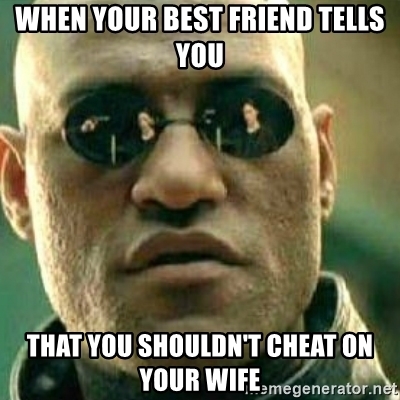 WHEN YOUR BEST FRIEND TELLS
YOU
THAT YOU SHOULDN'T CHEAT ON
YOUR WIFE
memegenerator.net